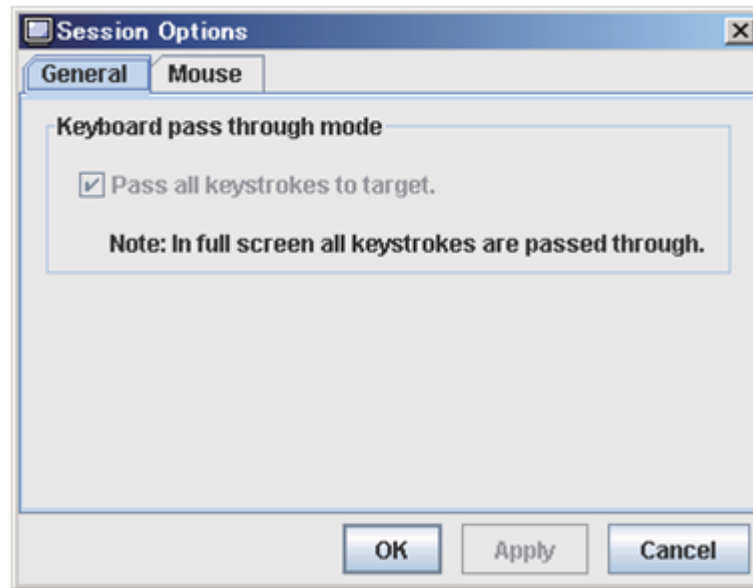 Session Options
General Mouse
Keyboard pass through mode
Pass all keystrokes to target.
Note: In full screen all keystrokes are passed through.
OK Apply Cancel